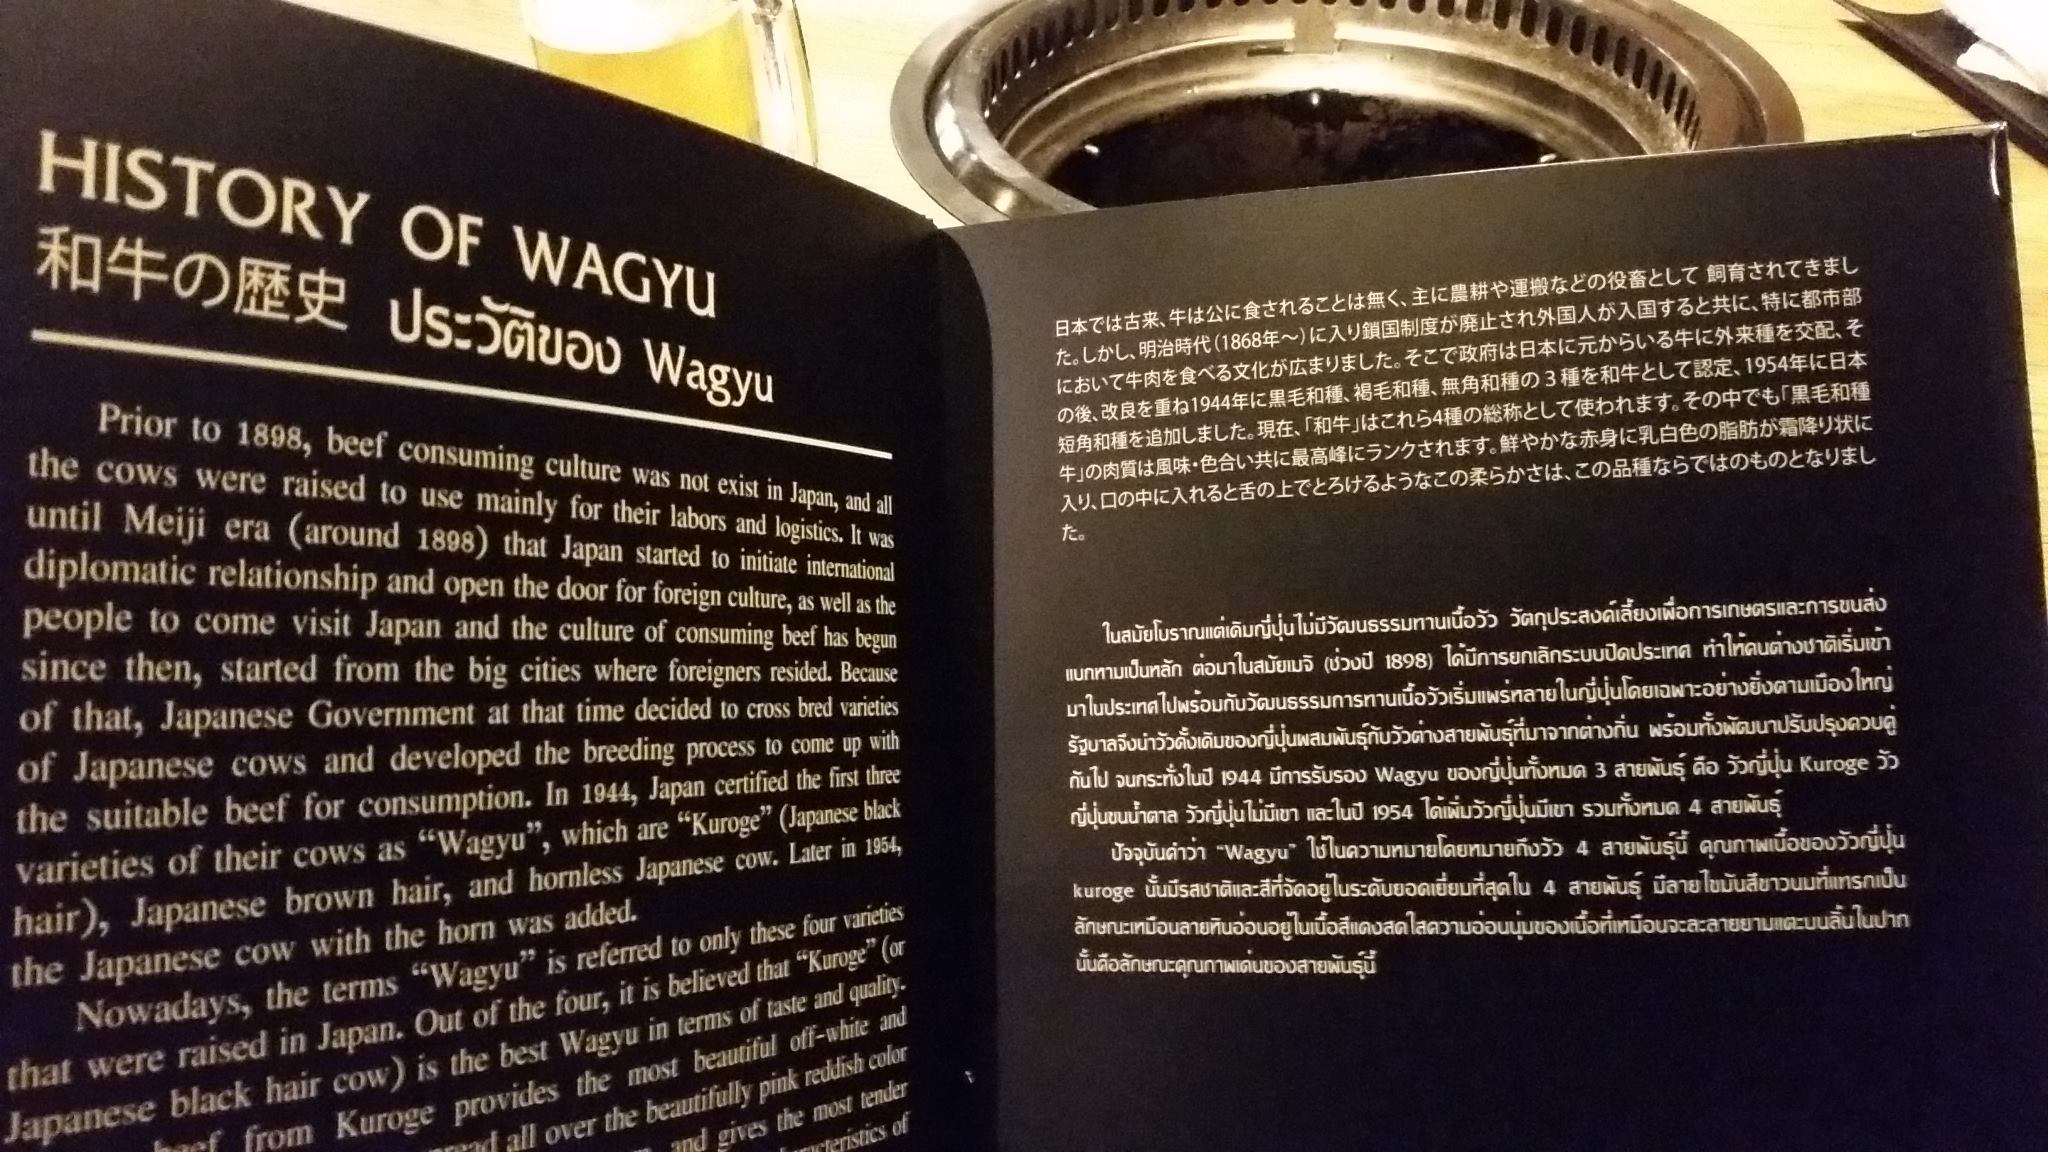 HISTORY OF WAGYU
和牛の歴史 ประวัติของ Wagyu
Prior to 1898, beef consuming culture was not exist in Japan, and all
the cows were raised to use mainly for their labors and logistics. It was
until Meiji era (around 1898) that Japan started to initiate international
diplomatic relationship and open the door for foreign culture, as well as the
people to come visit Japan and the culture of consuming beef has begun
since then, started from the big cities where foreigners resided. Because
of that, Japanese Government at that time decided to cross bred varieties
of Japanese cows and developed the breeding process to come up with
the suitable beef for consumption. In 1944, Japan certified the first three
varieties of their cows as “Wagyu”, which are “Kuroge” (Japanese black
hair), Japanese brown hair, and hornless Japanese cow. Later in 1954,
the Japanese cow with the horn was added.
Nowadays, the terms “Wagyu” is referred to only these four varieties
that were raised in Japan. Out of the four, it is believed that “Kuroge” (or
Japanese black hair cow) is the best Wagyu in terms of taste and quality.
beef from Kuroge provides the most beautiful off-white and
all over the beautifully pink reddish color
and gives the most tender
of
日本では古来、牛は公に食されることは無く、主に農耕や運搬などの役畜として 飼育されてきまし
た。しかし、明治時代(1868年～)に入り鎖国制度が廃止され外国人が入国すると共に、特に都市部
において牛肉を食べる文化が広まりました。そこで政府は日本に元からいる牛に外来種を交配、そ
の後、改良を重ね1944年に黒毛和種、褐毛和種、無角和種の３種を和牛として認定、1954年に日本
短角和種を追加しました。現在、「和牛」はこれら4種の総称として使われます。その中でも「黒毛和種
牛」の肉質は風味・色合い共に最高峰にランクされます。鮮やかな赤身に乳白色の脂肪が霜降り状に
入り、口の中に入れると舌の上でとろけるようなこの柔らかさは、この品種ならではのものとなりまし
た。
ในสมัยโบราณแต่เดิมญี่ปุ่นไม่มีวัฒนธรรมทานเนื้อวัว วัตถุประสงค์เลี้ยงเพื่อการเกษตรและการขนส่ง
แบกหามเป็นหลัก ต่อมาในสมัยเมจิ (ช่วงปี 1898) ได้มีการยกเลิกระบบปิดประเทศ ทำให้คนต่างชาติเริ่มเข้า
มาในประเทศไปพร้อมกับวัฒนธรรมการทานเนื้อวัวเริ่มแพร่หลายในญี่ปุ่นโดยเฉพาะอย่างยิ่งตามเมืองใหญ่
รัฐบาลจึงนำวัวดั้งเดิมของญี่ปุ่นผสมพันธุ์กับวัวต่างสายพันธุ์ที่มาจากต่างถิ่น พร้อมทั้งพัฒนาปรับปรุงควบคู่
กันไป จนกระทั่งในปี 1944 มีการรับรอง Wagyu ของญี่ปุ่นทั้งหมด 3 สายพันธุ์ คือ วัวญี่ปุ่น Kuroge วัว
ญี่ปุ่นขนน้ำตาล วัวญี่ปุ่นไม่มีเขา และในปี 1954 ได้เพิ่มวัวญี่ปุ่นมีเขา รวมทั้งหมด 4 สายพันธุ์
ปัจจุบันคำว่า “Wagyu” ใช้ในความหมายโดยหมายถึงวัว 4 สายพันธุ์นี้ คุณภาพเนื้อของวัวญี่ปุ่น
kuroge นั้นมีรสชาติและสีที่จัดอยู่ในระดับยอดเยี่ยมที่สุดใน 4 สายพันธุ์ มีลายไขมันสีขาวนมที่แทรกเป็น
ลักษณะเหมือนลายหินอ่อนอยู่ในเนื้อสีแดงสดใสความอ่อนนุ่มของเนื้อที่เหมือนจะละลายยามแตะบนลิ้นในปาก
นั้นคือลักษณะคุณภาพเด่นของสายพันธุ์นี้